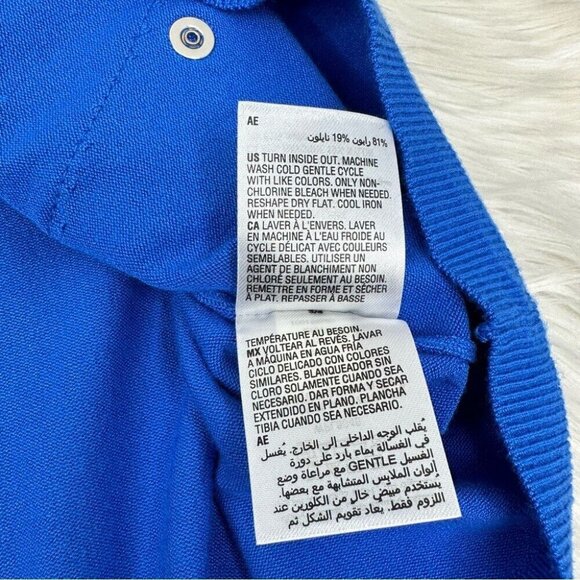 AE
81% رايون 19% نايلون
US TURN INSIDE OUT. MACHINE
WASH COLD GENTLE CYCLE
WITH LIKE COLORS. ONLY NON-
CHLORINE BLEACH WHEN NEEDED.
RESHAPE DRY FLAT. COOL IRON
WHEN NEEDED.
CA LAVER À L'ENVERS. LAVER
EN MACHINE À L'EAU FROIDE AU
CYCLE DÉLICAT AVEC COULEURS
SEMBLABLES. UTILISER UN
AGENT DE BLANCHIMENT NON
CHLORÉ SEULEMENT AU BESOIN.
REMETTRE EN FORME ET SÉCHER
À PLAT. REPASSER À BASSE
TEMPÉRATURE AU BESOIN.
MX VOLTEAR AL REVÉS. LAVAR
A MÁQUINA EN AGUA FRÍA
CICLO DELICADO CON COLORES
SIMILARES. BLANQUEADOR SIN
CLORO SOLAMENTE CUANDO SEA
NECESARIO. DAR FORMA Y SECAR
EXTENDIDO EN PLANO. PLANCHA
TIBIA CUANDO SEA NECESARIO.
AE
يُقلب الوجه الداخلي إلى الخارج. يُغسل
في الغسالة بماء بارد على دورة
الغسيل GENTLE مع مراعاة غسل
ألوان الملابس المتشابهة مع بعضها.
يُستخدم مبيض خالٍ من الكلورين عند
اللزوم فقط. يُعاد تقويم الشكل ثم